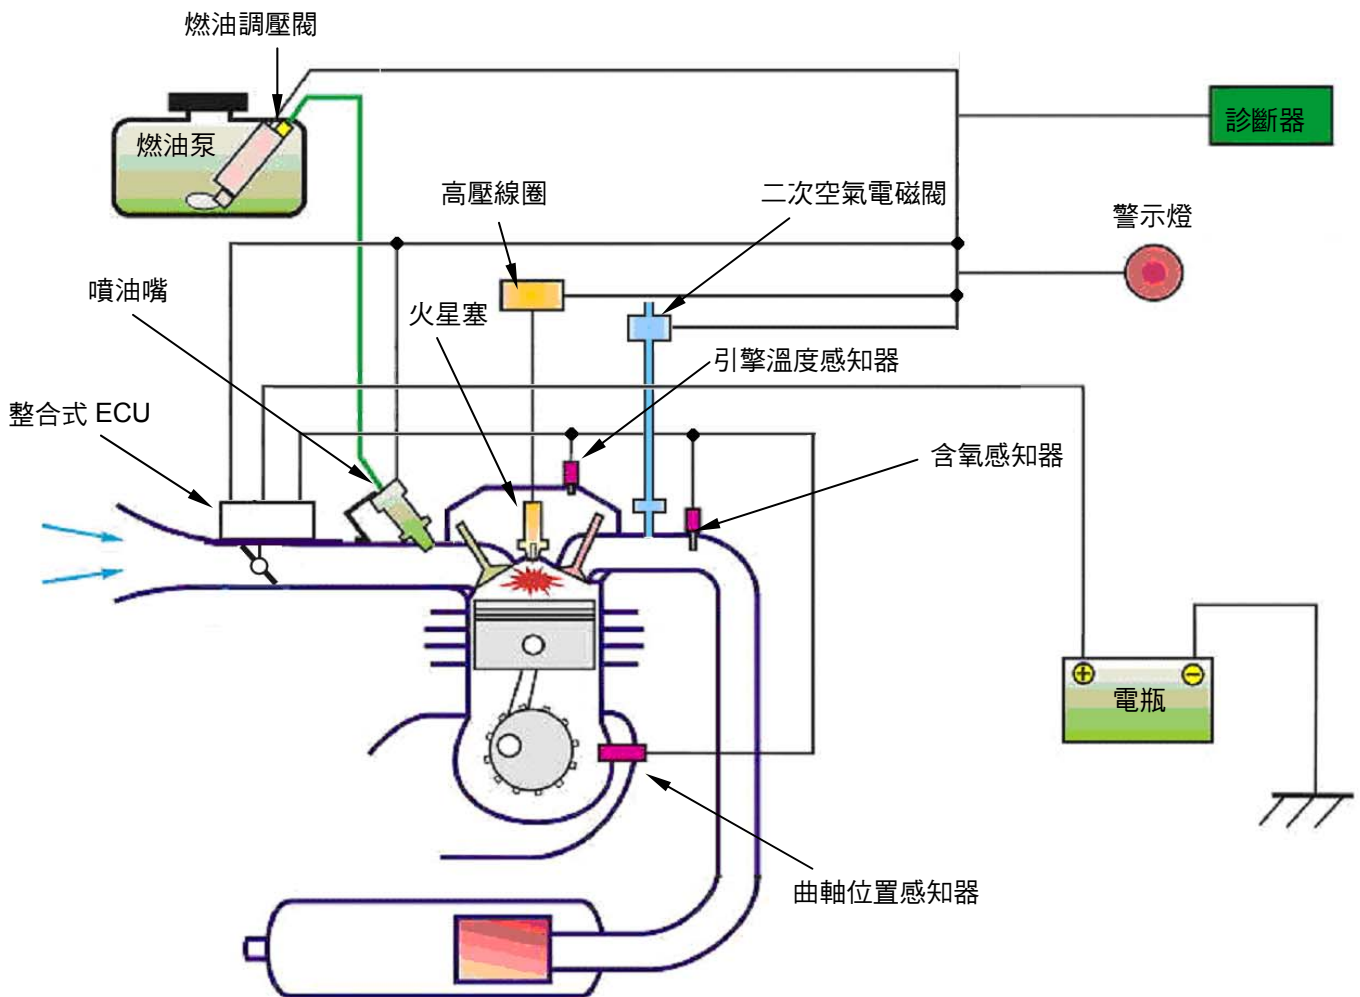 燃油調壓閥
燃油泵
診斷器
高壓線圈
二次空氣電磁閥
警示燈
噴油嘴
火星塞
引擎溫度感知器
整合式 ECU
含氧感知器
電瓶
曲軸位置感知器